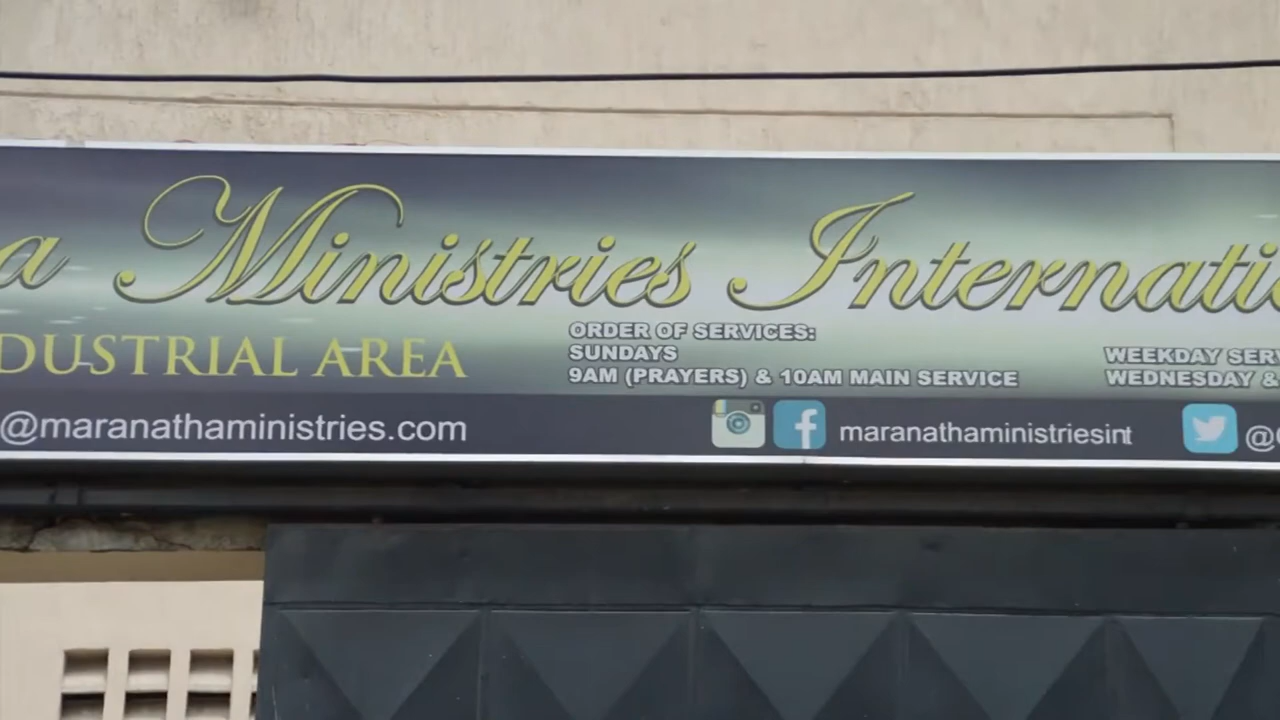 a Ministries Internati
DUSTRIAL AREA
ORDER OF SERVICES:
SUNDAYS
9AM (PRAYERS) & 10AM MAIN SERVICE
WEEKDAY SERV
WEDNESDAY &
@maranathaministries.com
maranathaministriesint
@